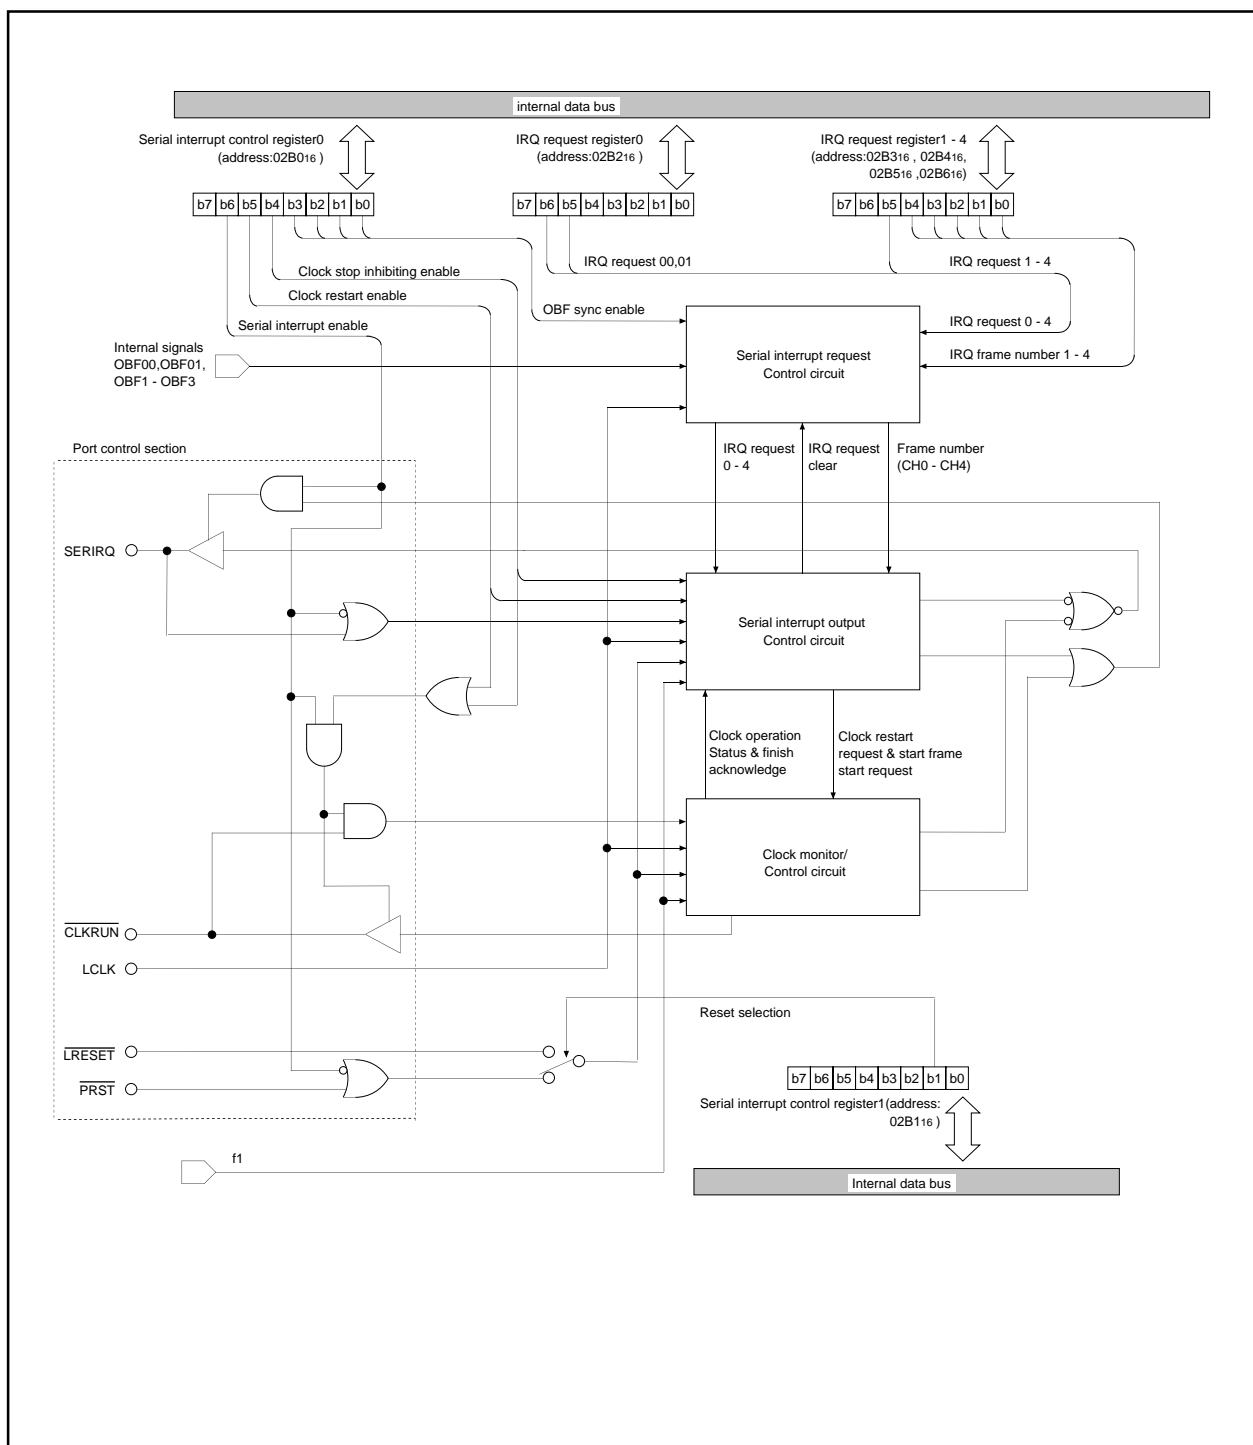 internal data bus
Serial interrupt control register0
(address:02B016 )
IRQ request register0
(address:02B216 )
IRQ request register1 - 4
(address:02B316 , 02B416,
02B516 ,02B616)
b7 b6 b5 b4 b3 b2 b1 b0
b7 b6 b5 b4 b3 b2 b1 b0
b7 b6 b5 b4 b3 b2 b1 b0
Clock stop inhibiting enable
IRQ request 00,01
IRQ request 1 - 4
Clock restart enable
OBF sync enable
Serial interrupt enable
IRQ request 0 - 4
Internal signals
OBF00,OBF01,
OBF1 - OBF3
Serial interrupt request
Control circuit
IRQ frame number 1 - 4
Port control section
IRQ request
0 - 4
IRQ request
clear
Frame number
(CH0 - CH4)
SERIRQ
Serial interrupt output
Control circuit
Clock operation
Status & finish
acknowledge
Clock restart
request & start frame
start request
Clock monitor/
Control circuit
CLKRUN
LCLK
Reset selection
LRESET
PRST
b7 b6 b5 b4 b3 b2 b1 b0
Serial interrupt control register1(address:
02B116 )
f1
Internal data bus